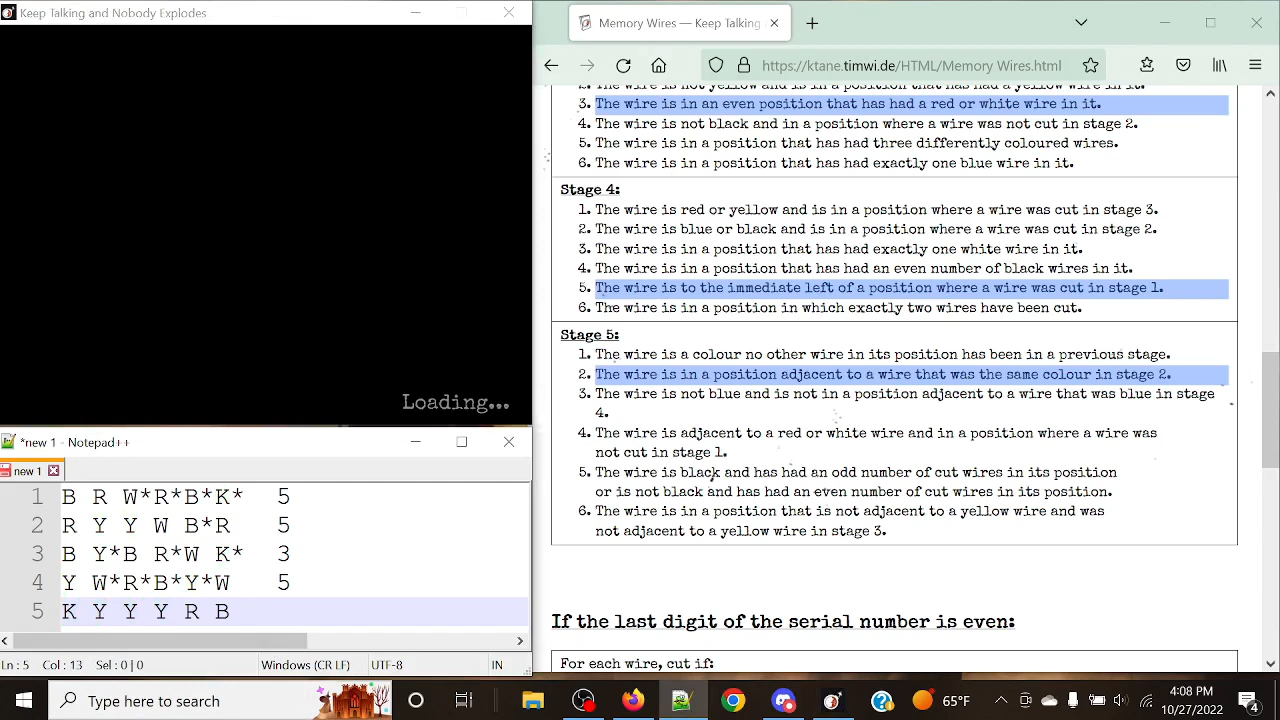 Keep Talking and Nobody Explodes
Loading...
*new 1 - Notepad++
new 1
1 B R W*R*B*K* 5
2 R Y Y W B*R 5
3 B Y*B R*W K* 3
4 Y W*R*B*Y*W 5
5 K Y Y Y R B
Ln:5 Col:13 Sel:0|0 Windows (CR LF) UTF-8 IN
Memory Wires — Keep Talking
https://ktane.timwi.de/HTML/Memory Wires.html
2. The wire is not yellow and is in a position that has had a yellow wire in it.
3. The wire is in an even position that has had a red or white wire in it.
4. The wire is not black and in a position where a wire was not cut in stage 2.
5. The wire is in a position that has had three differently coloured wires.
6. The wire is in a position that has had exactly one blue wire in it.
Stage 4:
1. The wire is red or yellow and is in a position where a wire was cut in stage 3.
2. The wire is blue or black and is in a position where a wire was cut in stage 2.
3. The wire is in a position that has had exactly one white wire in it.
4. The wire is in a position that has had an even number of black wires in it.
5. The wire is to the immediate left of a position where a wire was cut in stage 1.
6. The wire is in a position in which exactly two wires have been cut.
Stage 5:
1. The wire is a colour no other wire in its position has been in a previous stage.
2. The wire is in a position adjacent to a wire that was the same colour in stage 2.
3. The wire is not blue and is not in a position adjacent to a wire that was blue in stage
4.
4. The wire is adjacent to a red or white wire and in a position where a wire was
not cut in stage 1.
5. The wire is black and has had an odd number of cut wires in its position
or is not black and has had an even number of cut wires in its position.
6. The wire is in a position that is not adjacent to a yellow wire and was
not adjacent to a yellow wire in stage 3.
If the last digit of the serial number is even:
For each wire, cut if:
Type here to search
65°F
4:08 PM
10/27/2022
4